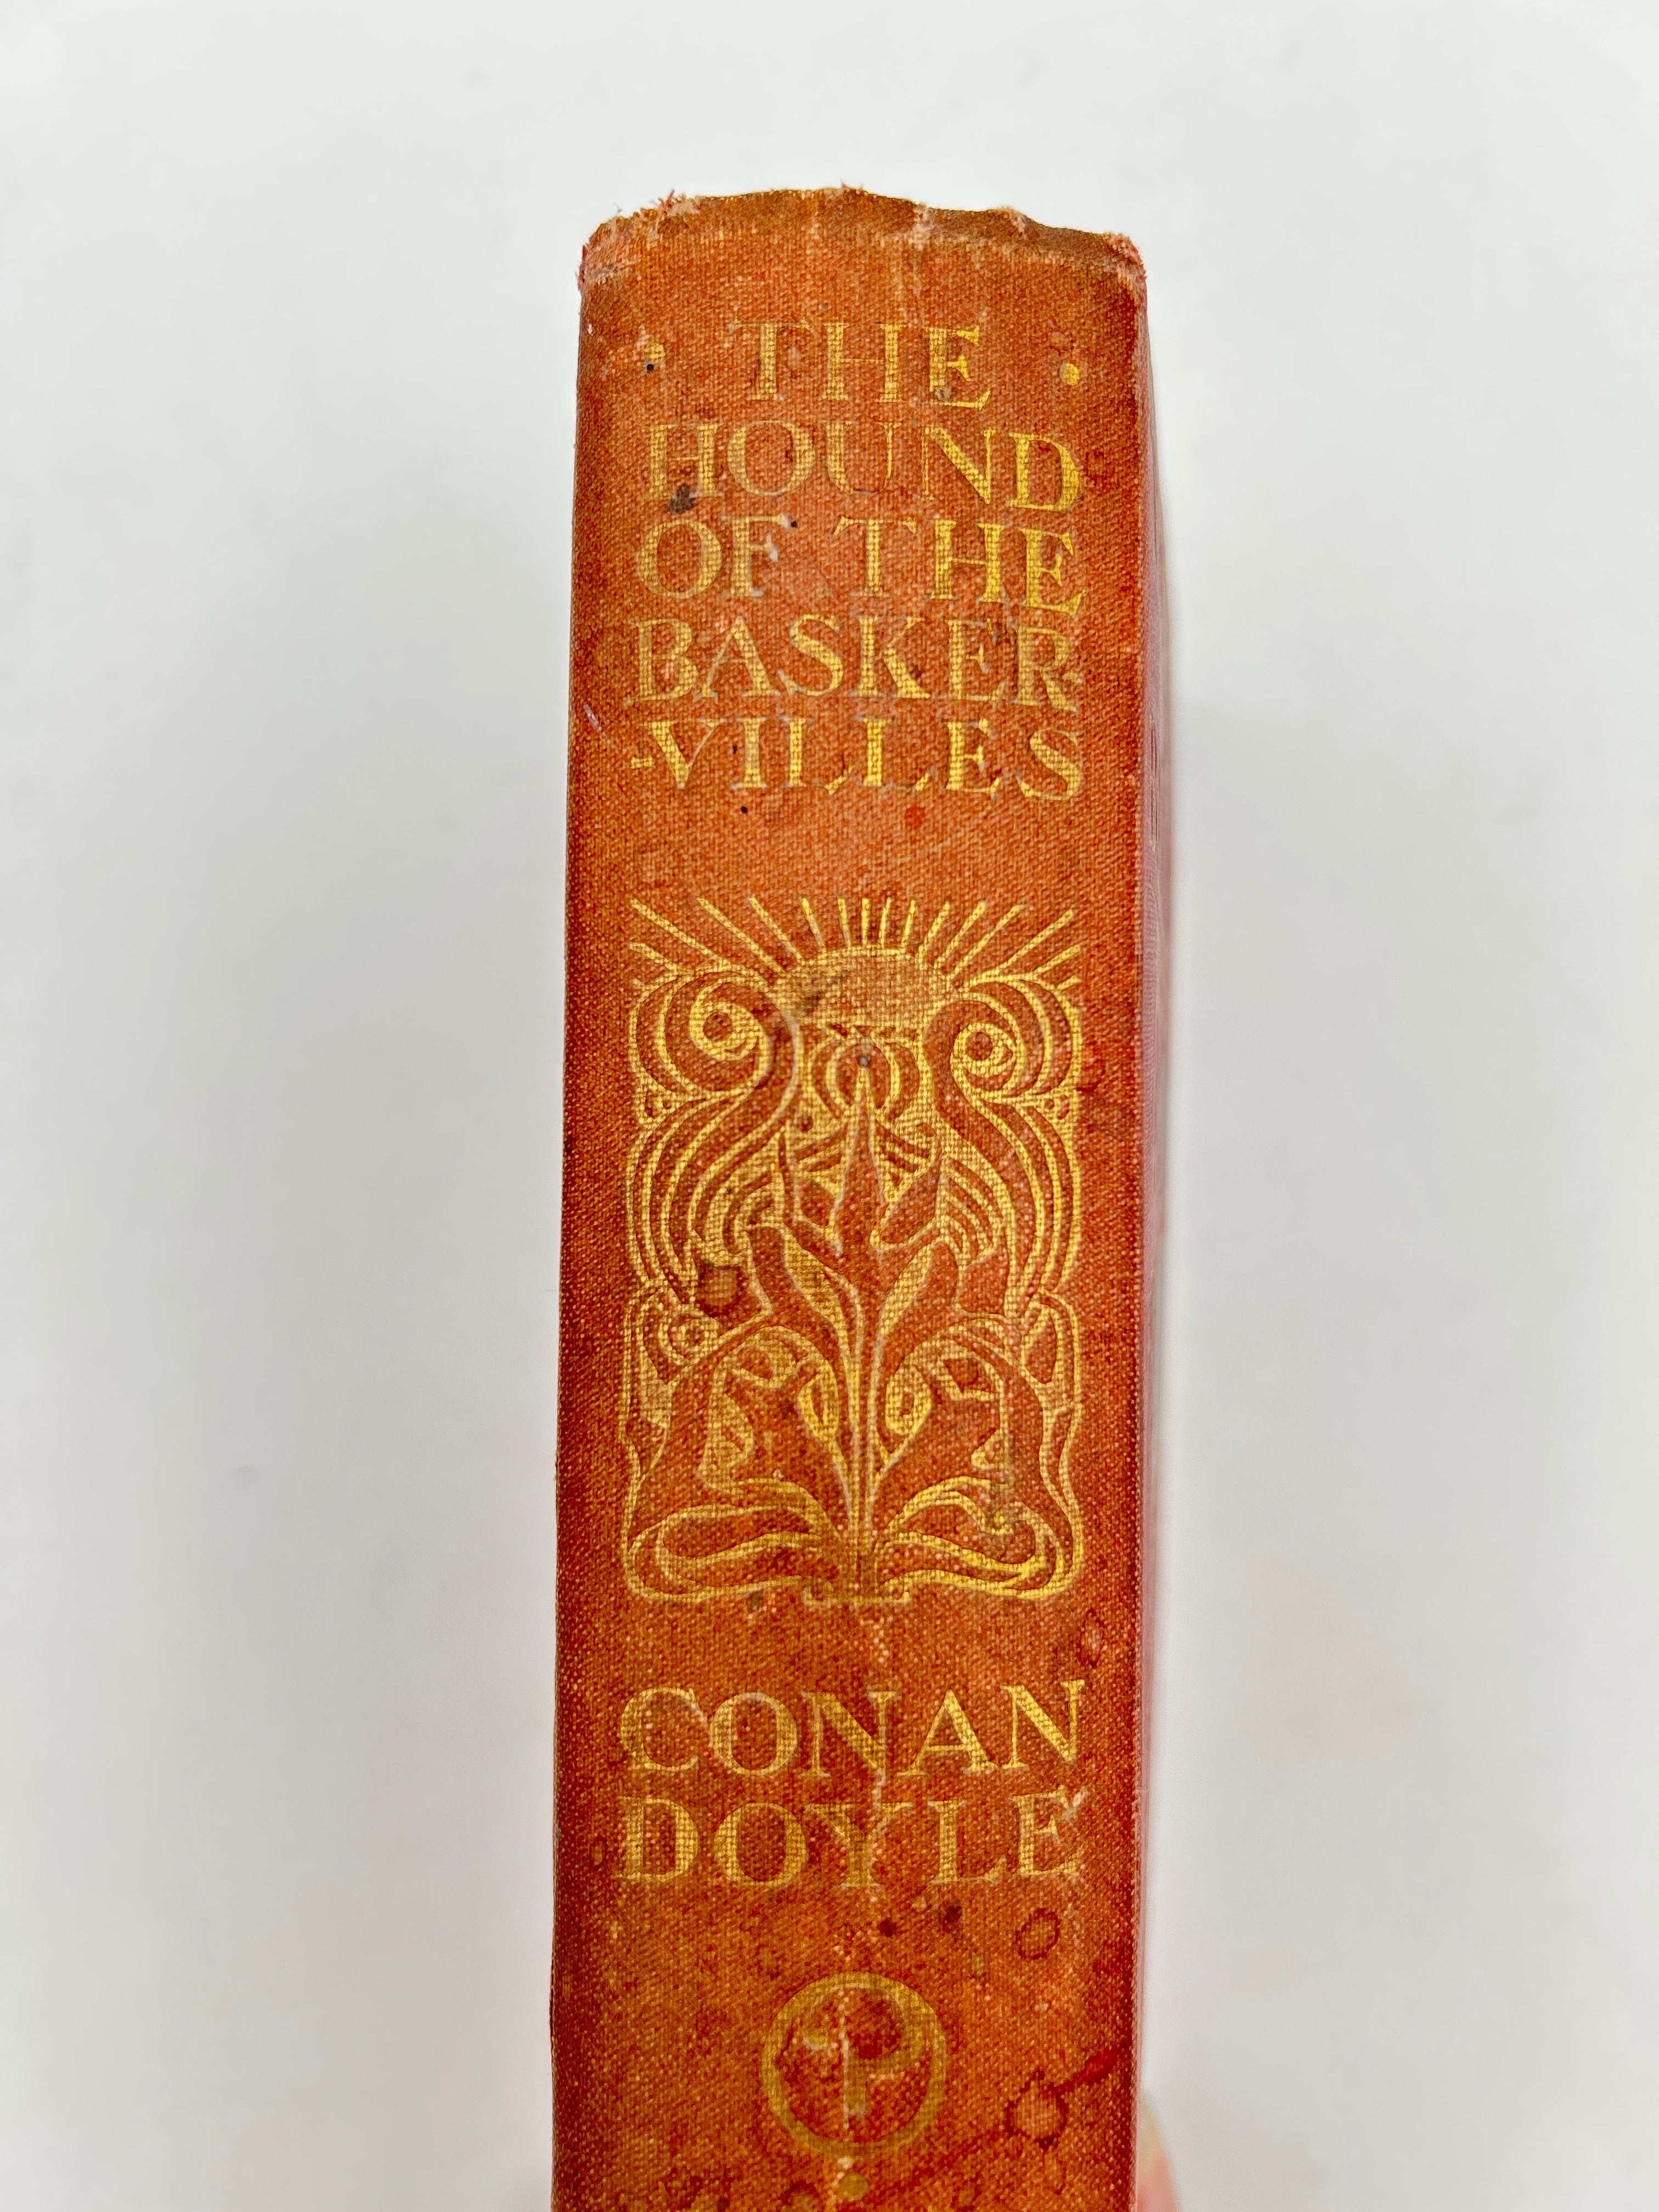 · THE ·
HOUND
OF THE
BASKER-
-VILLES
CONAN
DOYLE